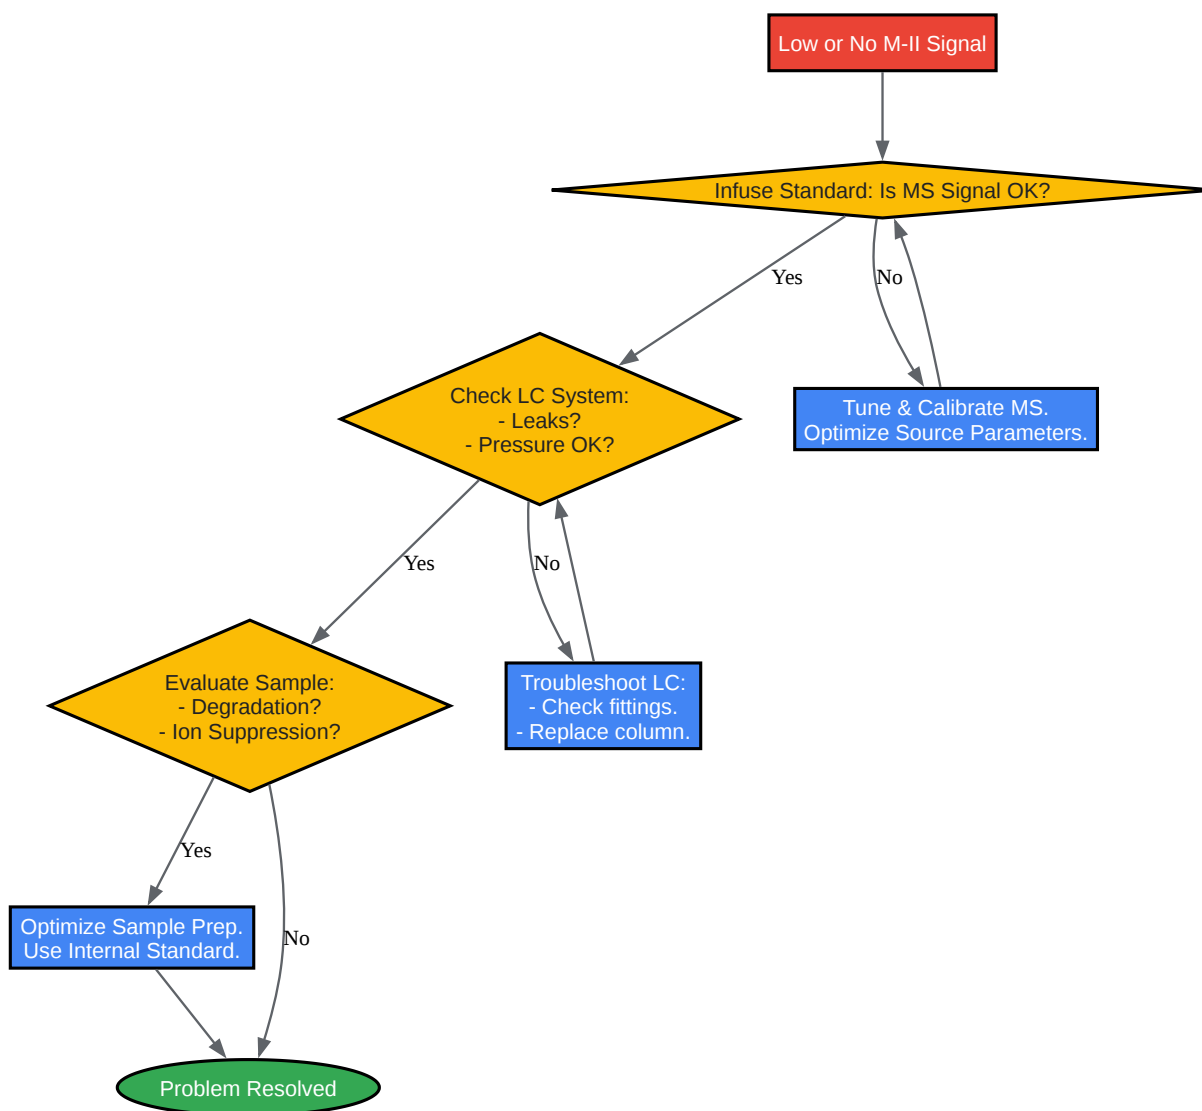 Low or No M-II Signal
Infuse Standard: Is MS Signal OK?
Yes
No
Check LC System:
- Leaks?
- Pressure OK?
Tune & Calibrate MS.
Optimize Source Parameters.
Yes
No
Evaluate Sample:
- Degradation?
- Ion Suppression?
Troubleshoot LC:
- Check fittings.
- Replace column.
Yes
No
Optimize Sample Prep.
Use Internal Standard.
Problem Resolved